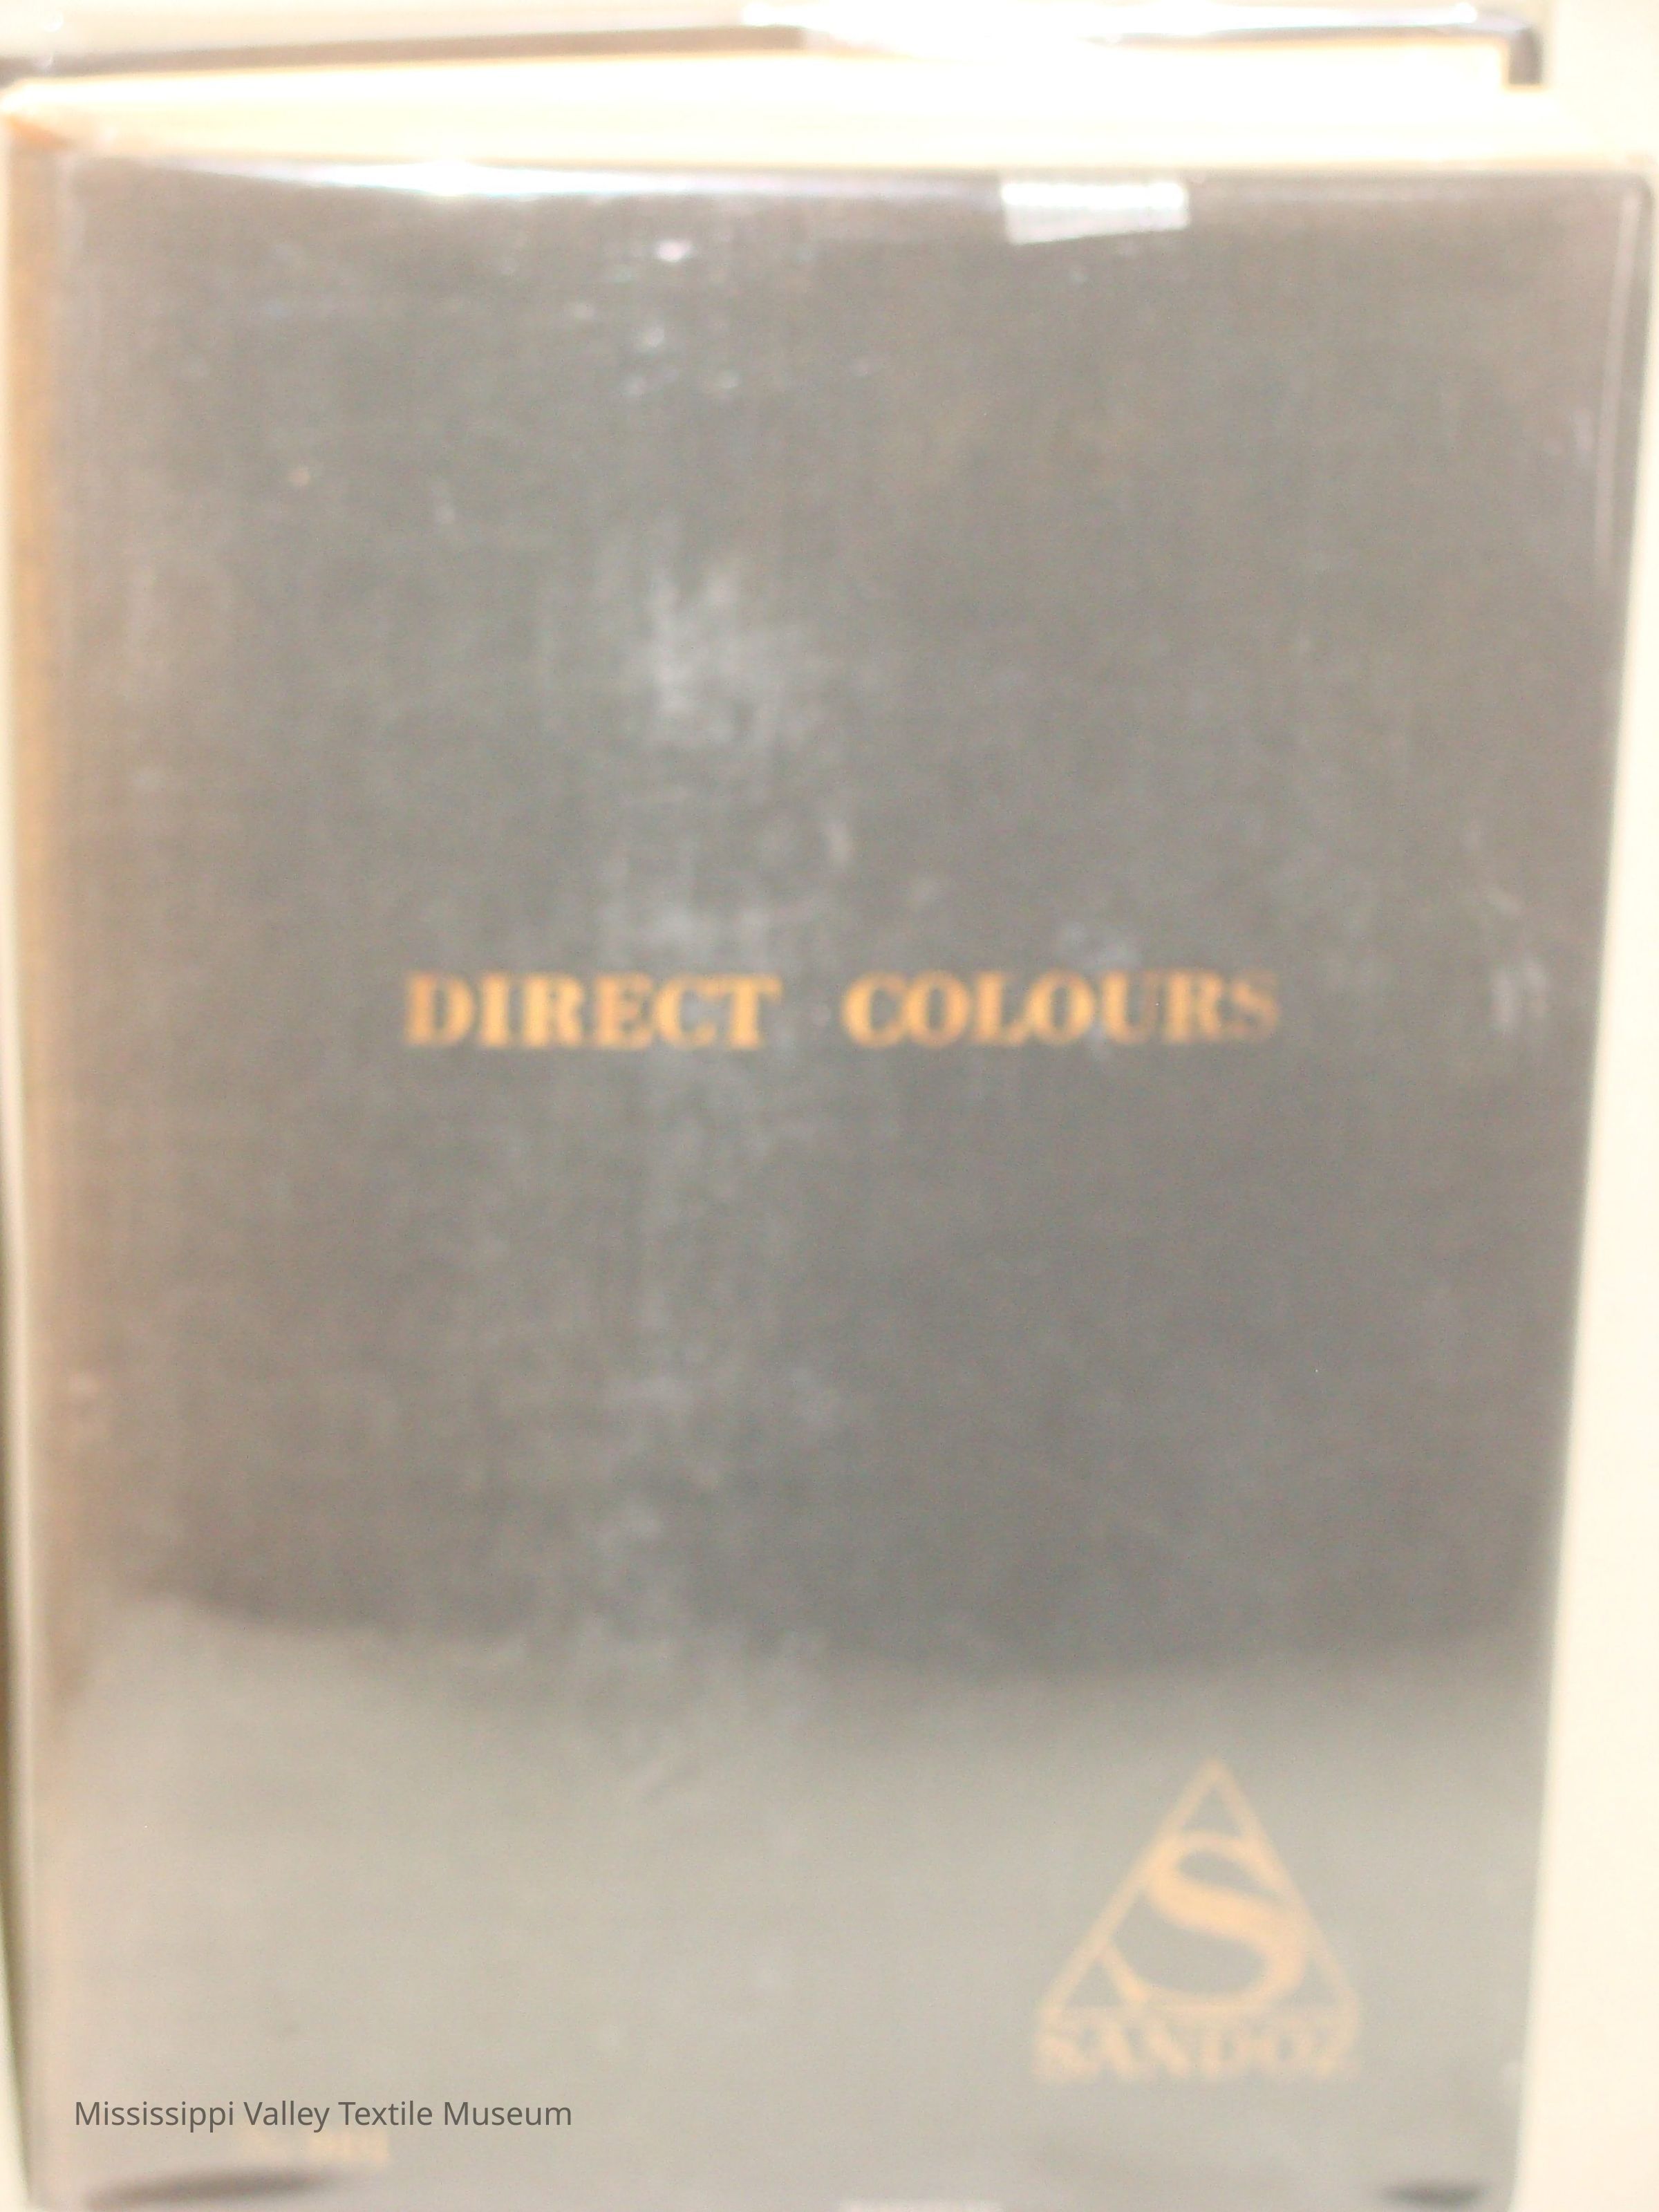 DIRECT COLOURS
S
SANDOZ
Mississippi Valley Textile Museum